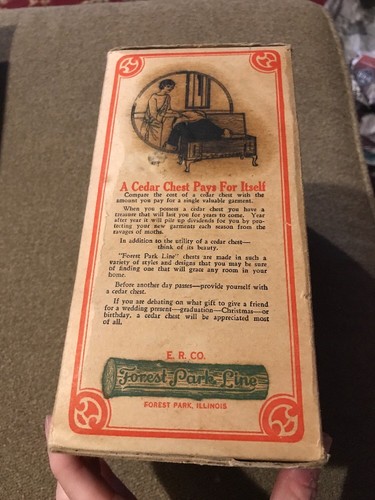 A Cedar Chest Pays For Itself
Compare the cost of a cedar chest with the
amount you pay for a single valuable garment.
When you possess a cedar chest you have a
treasure that will last you for years to come. Year
after year it will pile up dividends for you by pro-
tecting your new garments each season from the
ravages of moths.
In addition to the utility of a cedar chest—
think of its beauty.
"Forest Park Line" chests are made in such a
variety of styles and designs that you may be sure
of finding one that will grace any room in your
home.
Before another day passes—provide yourself with
a cedar chest.
If you are debating on what gift to give a friend
for a wedding present—graduation—Christmas—or
birthday, a cedar chest will be appreciated most
of all.
E. R. CO.
Forest Park Line
FOREST PARK, ILLINOIS